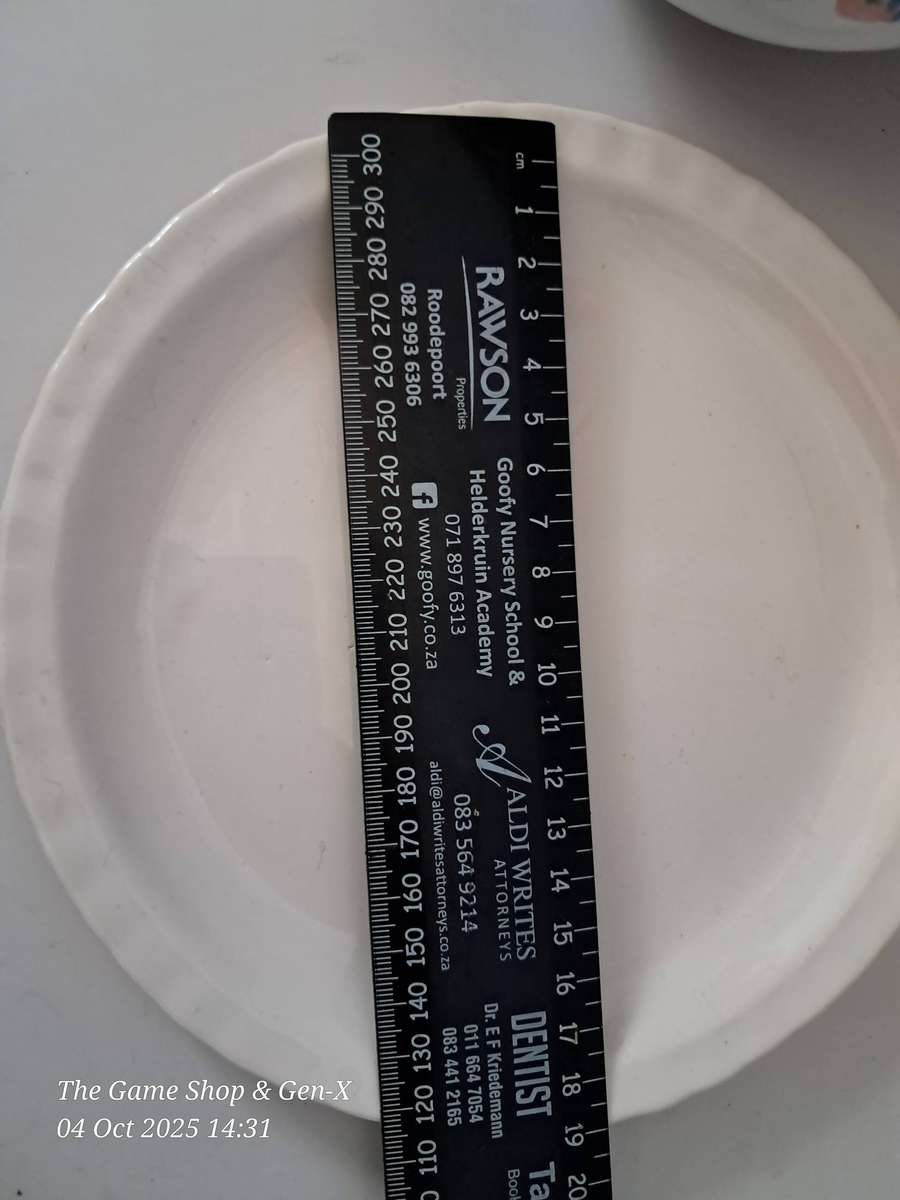 300 290 280 270 260 250 240 230 220 210 200 190 180 170 160 150 140 130 120 110
cm 1 2 3 4 5 6 7 8 9 10 11 12 13 14 15 16 17 18 19 20
RAWSON
Properties
Roodepoort
082 993 6306
Goofy Nursery School &
Helderkruin Academy
071 897 6313
f www.goofy.co.za
ALDI WRITES
ATTORNEYS
083 564 9214
aldi@aldiwritesattorneys.co.za
DENTIST
Dr. E F Kriedemann
011 664 7054
083 441 2165
Ta
Book
The Game Shop & Gen-X
04 Oct 2025 14:31